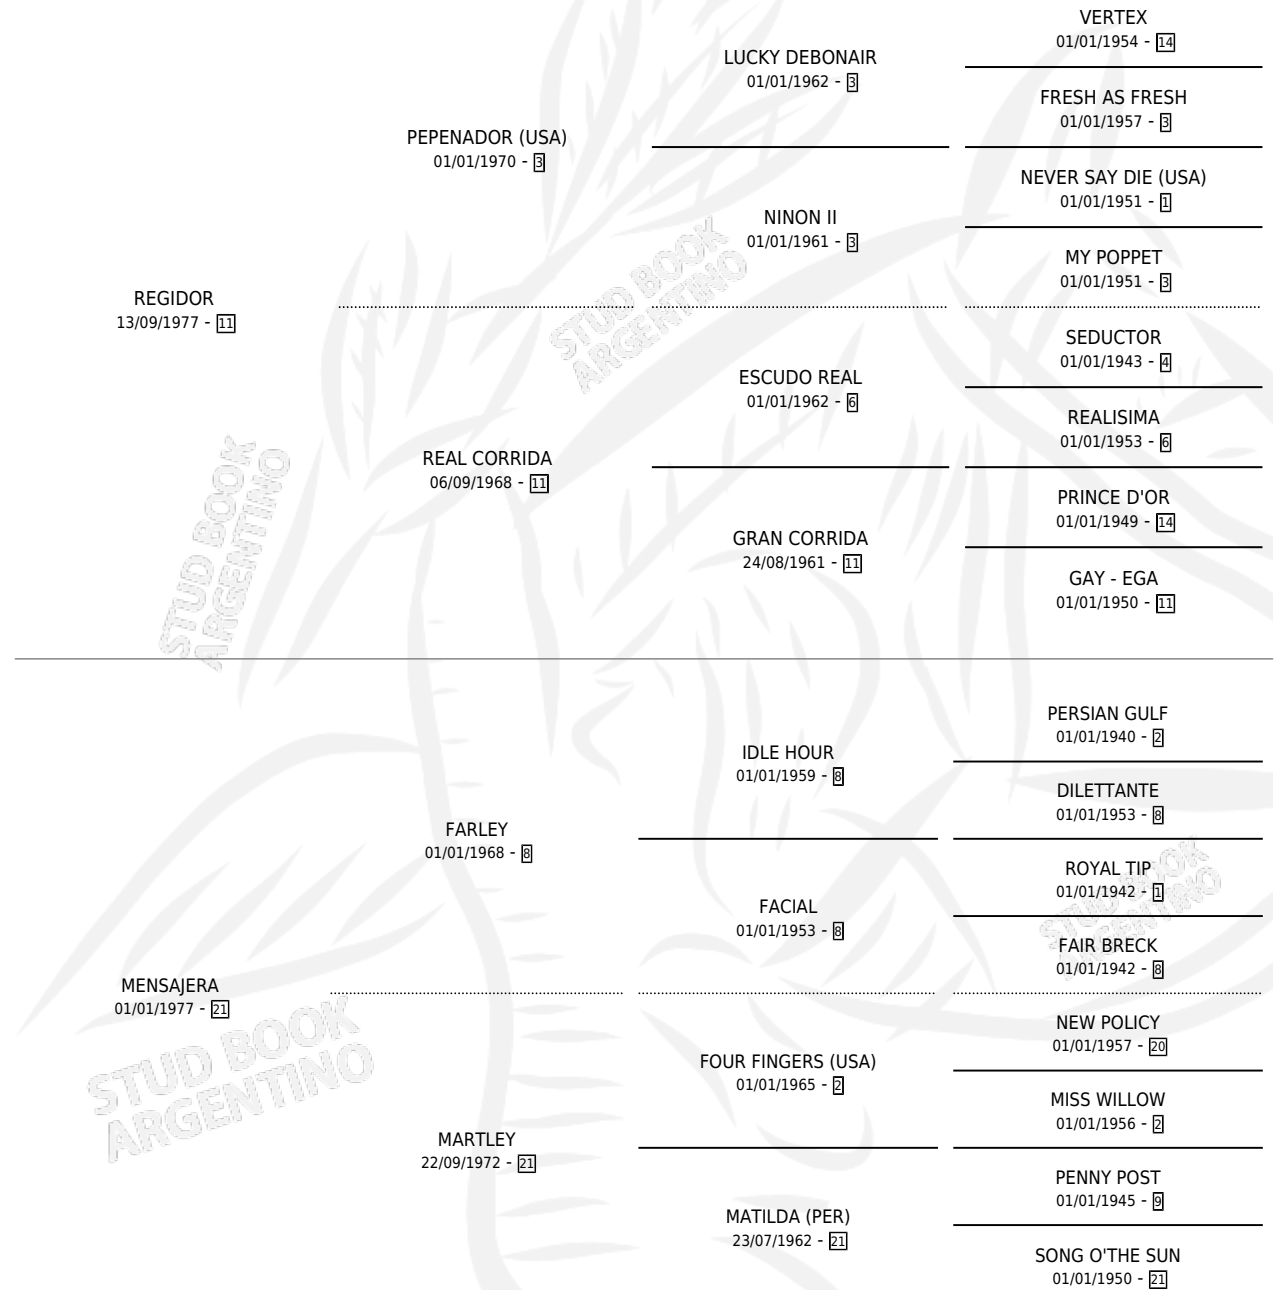 VERTEX
01/01/1954 - 14
LUCKY DEBONAIR
01/01/1962 - 3
FRESH AS FRESH
01/01/1957 - 3
PEPENADOR (USA)
01/01/1970 - 3
NEVER SAY DIE (USA)
01/01/1951 - 1
NINON II
01/01/1961 - 3
MY POPPET
01/01/1951 - 3
REGIDOR
13/09/1977 - 11
STUD BOOK
ARGENTINO
SEDUCTOR
01/01/1943 - 4
ESCUDO REAL
01/01/1962 - 6
REALISIMA
01/01/1953 - 6
REAL CORRIDA
06/09/1968 - 11
PRINCE D'OR
01/01/1949 - 14
GRAN CORRIDA
24/08/1961 - 11
GAY - EGA
01/01/1950 - 11
STUD BOOK
ARGENTINO
PERSIAN GULF
01/01/1940 - 2
IDLE HOUR
01/01/1959 - 8
DILETTANTE
01/01/1953 - 8
FARLEY
01/01/1968 - 8
ROYAL TIP
01/01/1942 - 1
FACIAL
01/01/1953 - 8
STUD BOOK
ARGENTINO
FAIR BRECK
01/01/1942 - 8
MENSAJERA
01/01/1977 - 21
NEW POLICY
01/01/1957 - 20
FOUR FINGERS (USA)
01/01/1965 - 2
STUD BOOK
ARGENTINO
MISS WILLOW
01/01/1956 - 2
MARTLEY
22/09/1972 - 21
PENNY POST
01/01/1945 - 9
MATILDA (PER)
23/07/1962 - 21
SONG O'THE SUN
01/01/1950 - 21